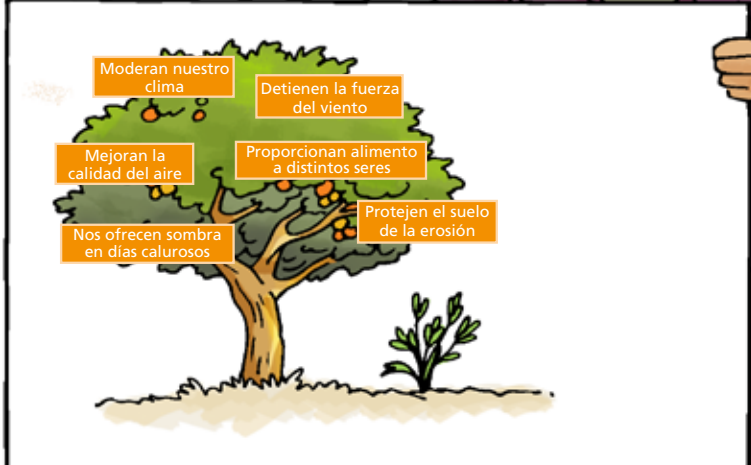 Moderan nuestro
clima
Detienen la fuerza
del viento
Mejoran la
calidad del aire
Proporcionan alimento
a distintos seres
Protejen el suelo
de la erosión
Nos ofrecen sombra
en días calurosos